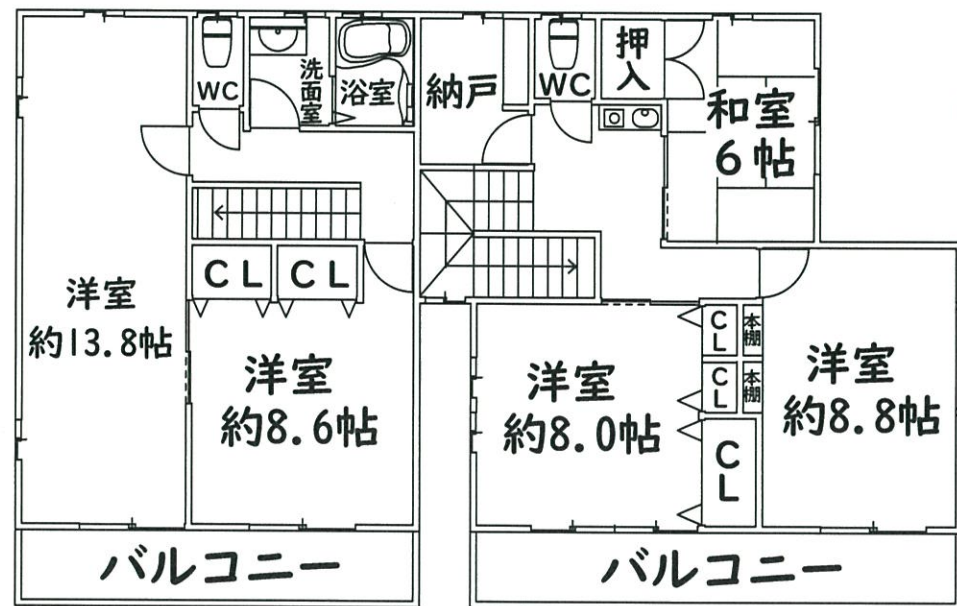 WC
洗面室
浴室
納戸
WC
押入
和室
6帖
CL
CL
洋室
約13.8帖
洋室
約8.6帖
洋室
約8.0帖
CL
本棚
CL
本棚
CL
洋室
約8.8帖
バルコニー
バルコニー